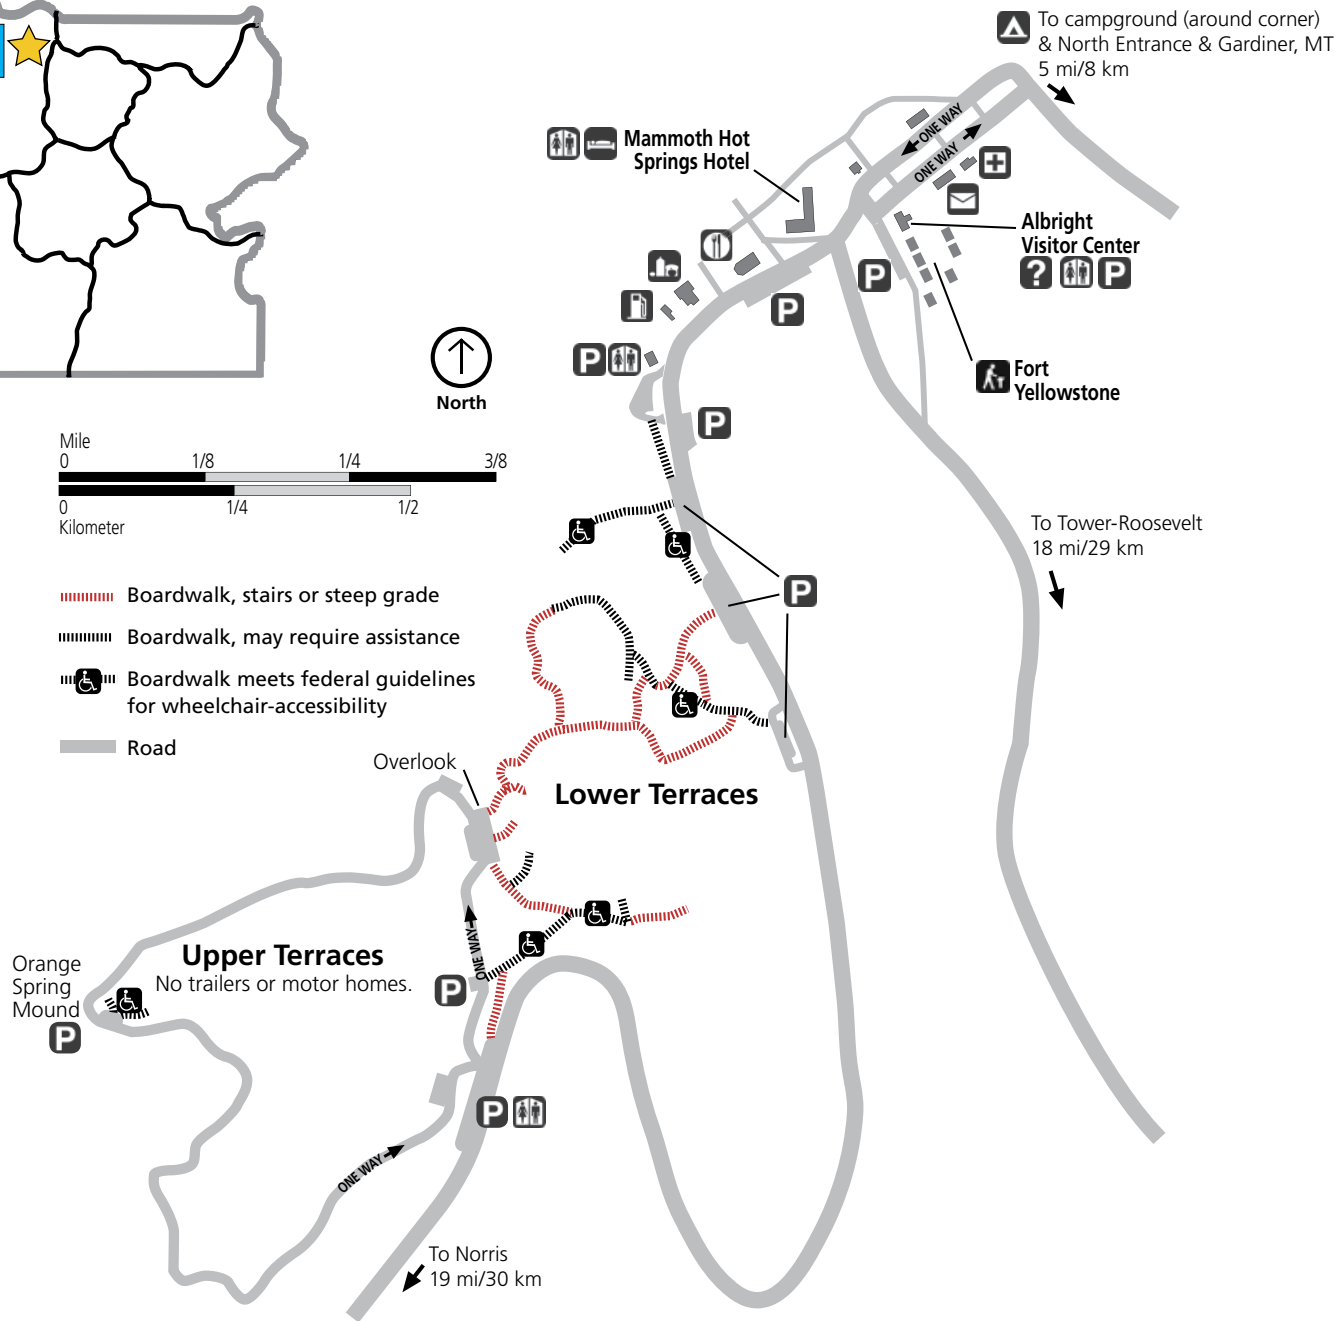 To campground (around corner)
& North Entrance & Gardiner, MT
5 mi/8 km
ONE WAY
ONE WAY
Mammoth Hot
Springs Hotel
Albright
Visitor Center
?
P
P
P
P
P
Fort
Yellowstone
North
Mile
0 1/8 1/4 3/8
0 1/4 1/2
Kilometer
To Tower-Roosevelt
18 mi/29 km
P
Boardwalk, stairs or steep grade
Boardwalk, may require assistance
Boardwalk meets federal guidelines
for wheelchair-accessibility
Road
Overlook
Lower Terraces
Upper Terraces
No trailers or motor homes.
ONE WAY
Orange
Spring
Mound
P
P
P
ONE WAY
To Norris
19 mi/30 km